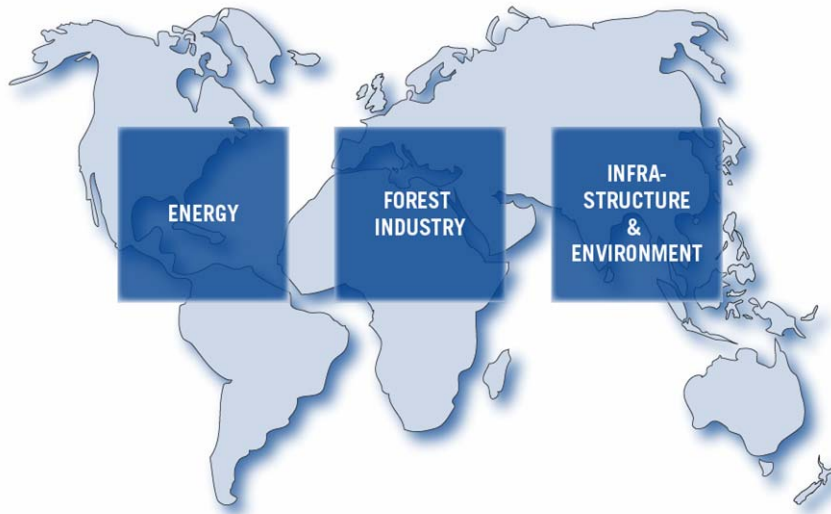 ENERGY
FOREST
INDUSTRY
INFRA-
STRUCTURE
&
ENVIRONMENT